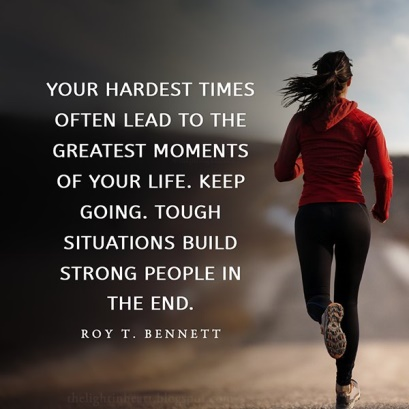 YOUR HARDEST TIMES
OFTEN LEAD TO THE
GREATEST MOMENTS
OF YOUR LIFE. KEEP
GOING. TOUGH
SITUATIONS BUILD
STRONG PEOPLE IN
THE END.
ROY T. BENNETT